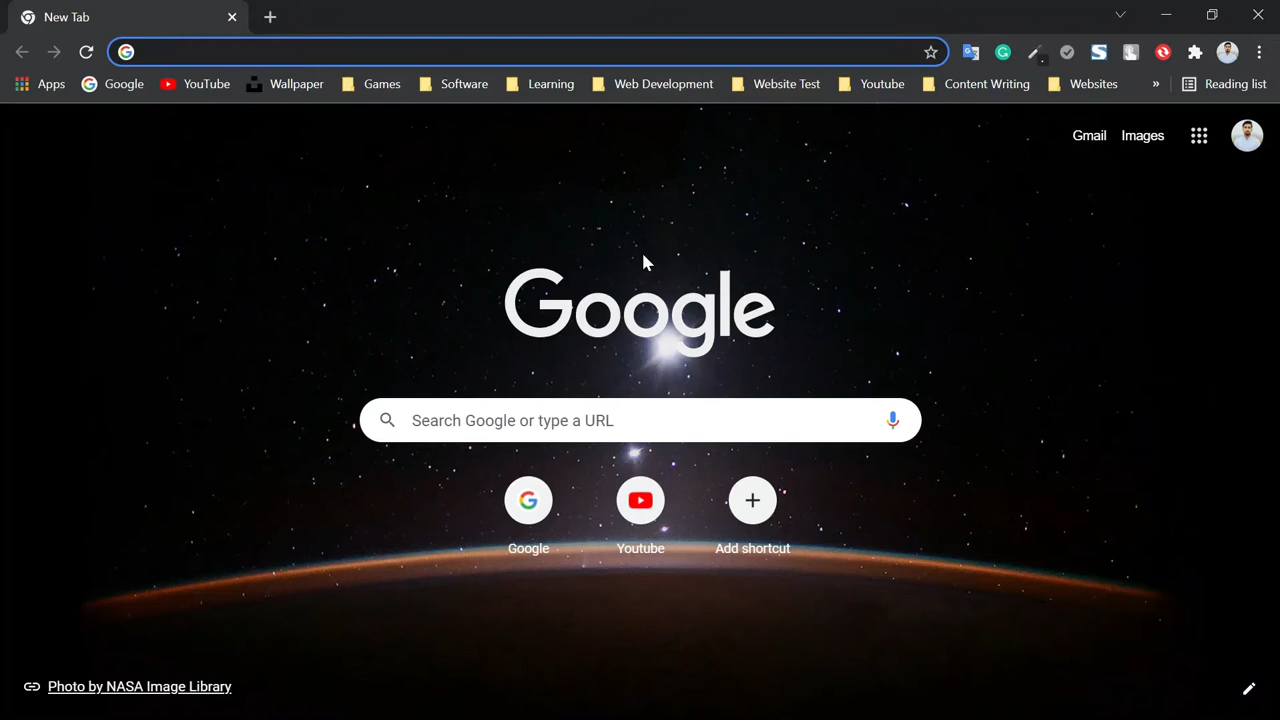 New Tab
Apps Google YouTube Wallpaper Games Software Learning Web Development Website Test Youtube Content Writing Websites » Reading list
Gmail Images
Google
Search Google or type a URL
Google Youtube Add shortcut
Photo by NASA Image Library